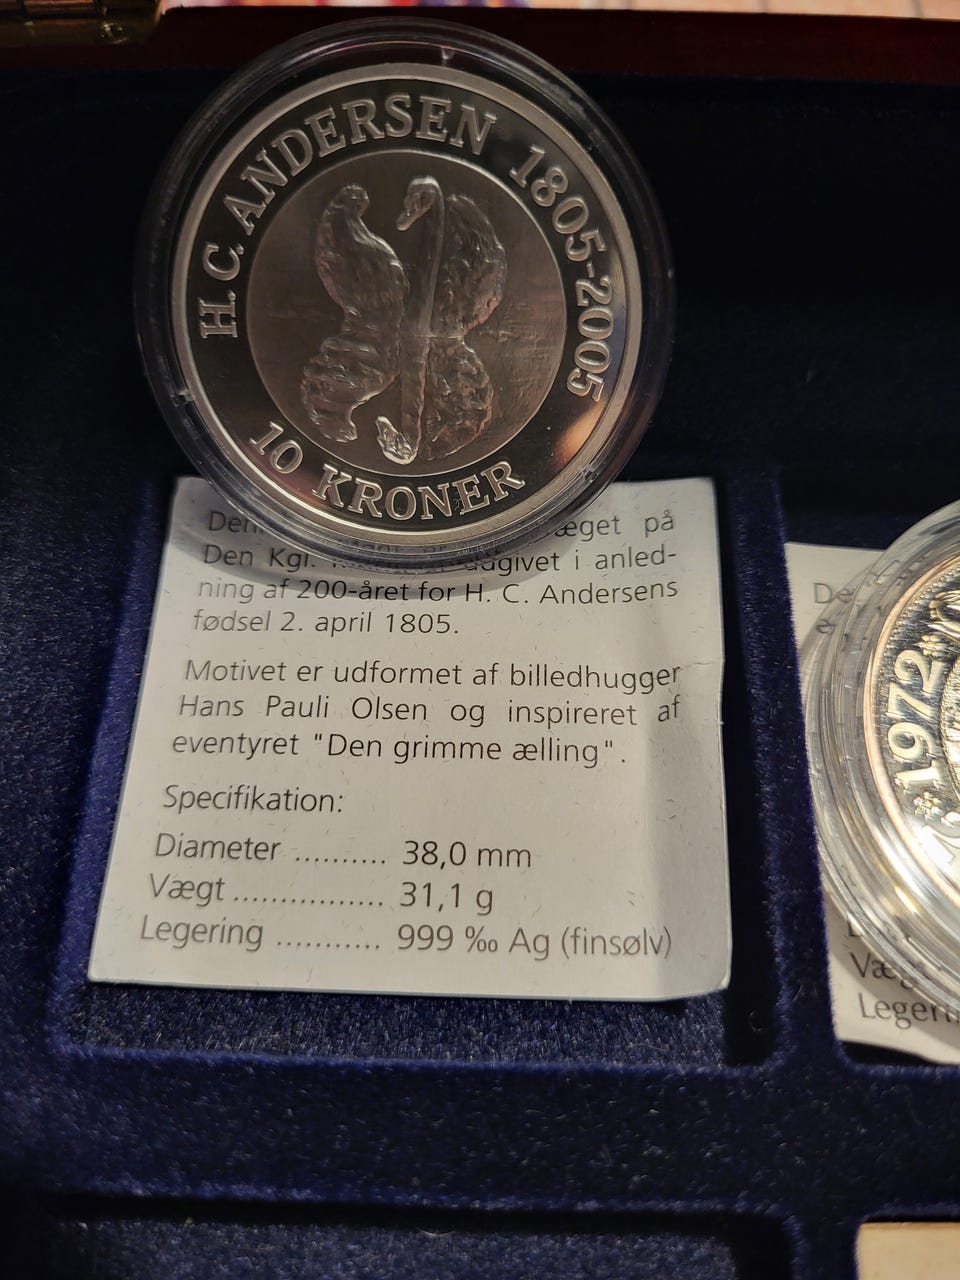 H. C. ANDERSEN 1805-2005
10 KRONER
æget på
Den Kgl. udgivet i anled-
ning af 200-året for H. C. Andersens
fødsel 2. april 1805.
Motivet er udformet af billedhugger
Hans Pauli Olsen og inspireret af
eventyret "Den grimme ælling".
Specifikation:
Diameter .......... 38,0 mm
Vægt ................ 31,1 g
Legering ........... 999 ‰ Ag (finsølv)
1972